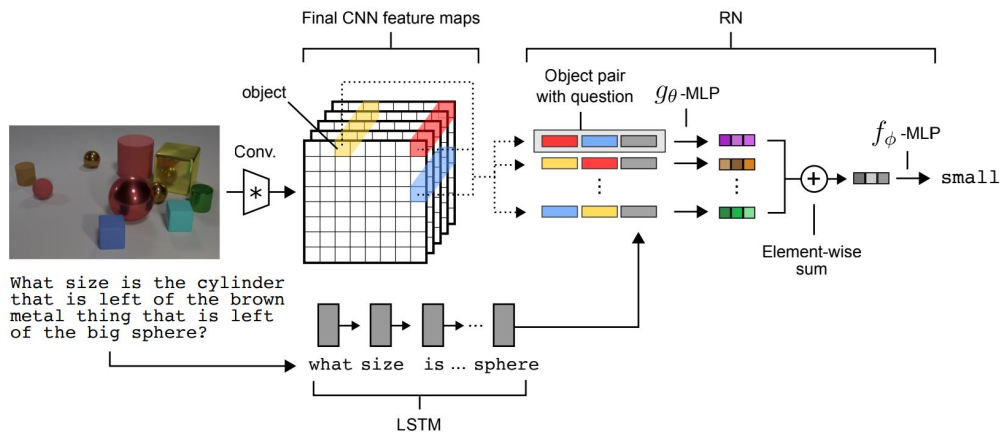 Final CNN feature maps
RN
object
Object pair
with question
gθ-MLP
fϕ-MLP
Conv.
*
...
+
small
Element-wise
sum
What size is the cylinder
that is left of the brown
metal thing that is left
of the big sphere?
...
what size is ... sphere
LSTM